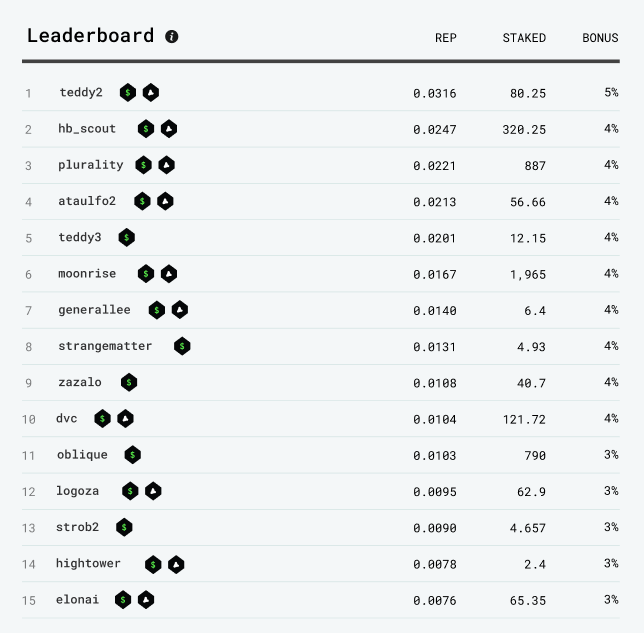 Leaderboard i REP STAKED BONUS
1 teddy2 $ 0.0316 80.25 5%
2 hb_scout $ 0.0247 320.25 4%
3 plurality $ 0.0221 887 4%
4 ataulfo2 $ 0.0213 56.66 4%
5 teddy3 $ 0.0201 12.15 4%
6 moonrise $ 0.0167 1,965 4%
7 generallee $ 0.0140 6.4 4%
8 strangematter $ 0.0131 4.93 4%
9 zazalo $ 0.0108 40.7 4%
10 dvc $ 0.0104 121.72 4%
11 oblique $ 0.0103 790 3%
12 logoza $ 0.0095 62.9 3%
13 strob2 $ 0.0090 4.657 3%
14 hightower $ 0.0078 2.4 3%
15 elonai $ 0.0076 65.35 3%